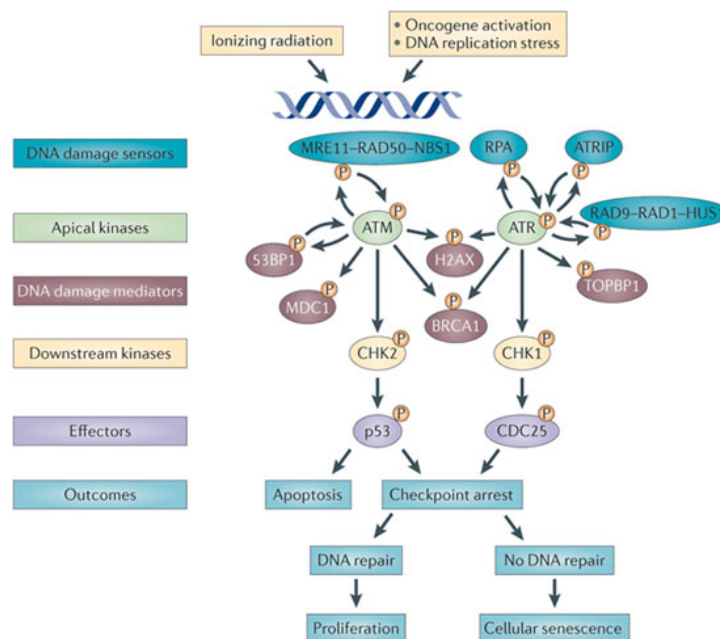 Ionizing radiation
• Oncogene activation
• DNA replication stress
DNA damage sensors
MRE11–RAD50–NBS1
P
RPA
P
ATRIP
P
RAD9–RAD1–HUS1
P
Apical kinases
ATM
P
ATR
P
53BP1
P
H2AX
P
DNA damage mediators
MDC1
P
BRCA1
P
TOPBP1
P
Downstream kinases
CHK2
P
CHK1
P
Effectors
p53
P
CDC25
P
Outcomes
Apoptosis
Checkpoint arrest
DNA repair
No DNA repair
Proliferation
Cellular senescence